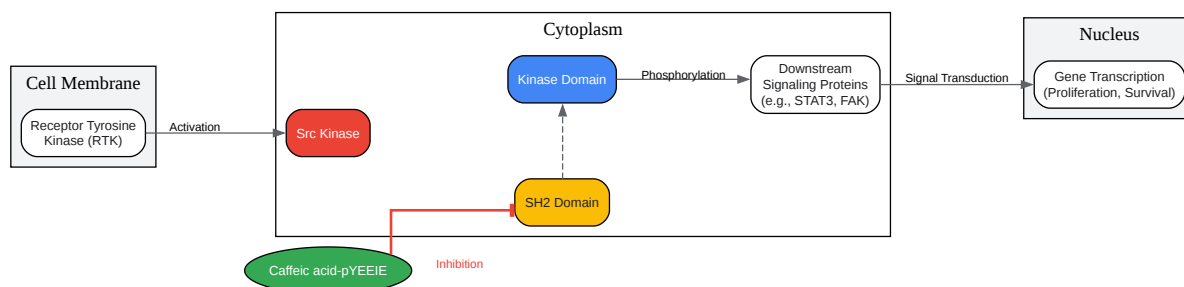 Cytoplasm
Nucleus
Cell Membrane
Kinase Domain
Phosphorylation
Downstream
Signaling Proteins
(e.g., STAT3, FAK)
Signal Transduction
Gene Transcription
(Proliferation, Survival)
Receptor Tyrosine
Kinase (RTK)
Activation
Src Kinase
SH2 Domain
Caffeic acid-pYEEIE
Inhibition